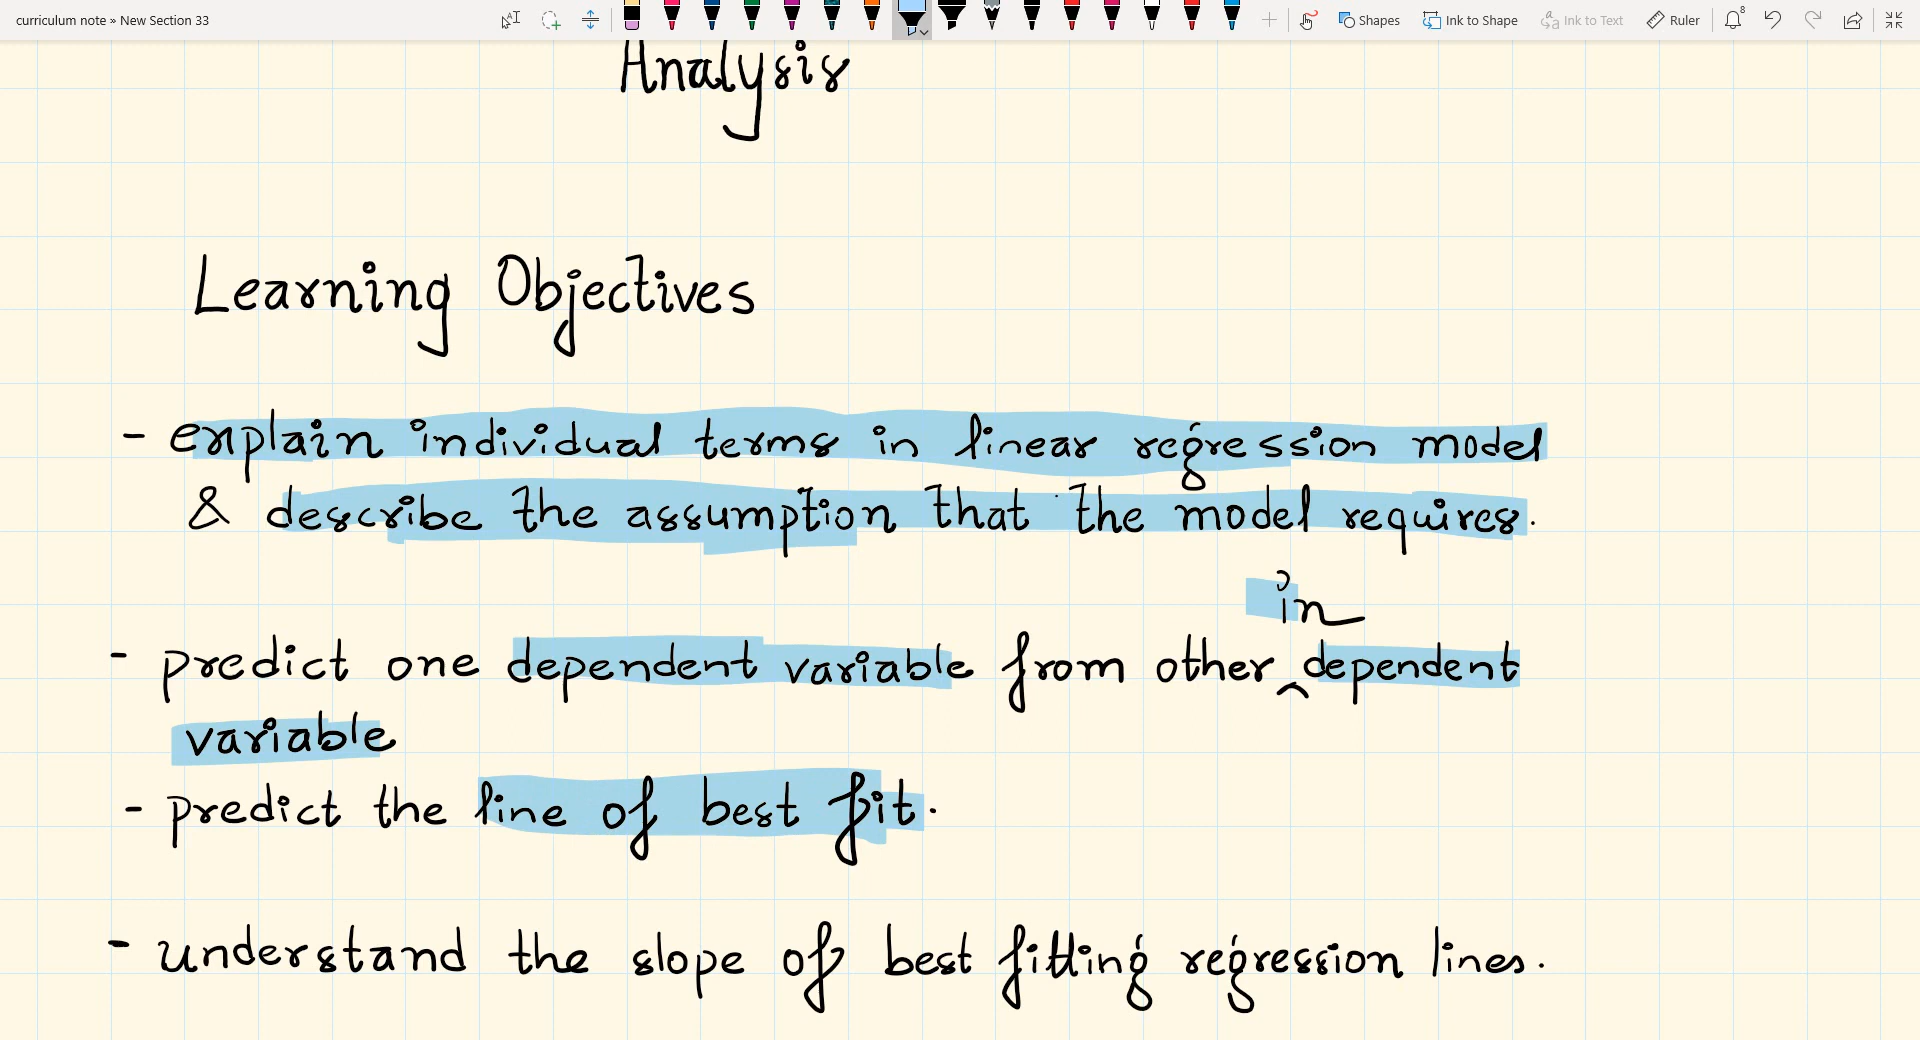 curriculum note » New Section 33
Shapes
Ink to Shape
Ink to Text
Ruler
8
Analysis
Learning Objectives
- explain individual terms in linear regression model
& describe the assumption that the model requires.
in
- predict one dependent variable from other ^ dependent
variable
- predict the line of best fit.
- understand the slope of best fitting regression lines.